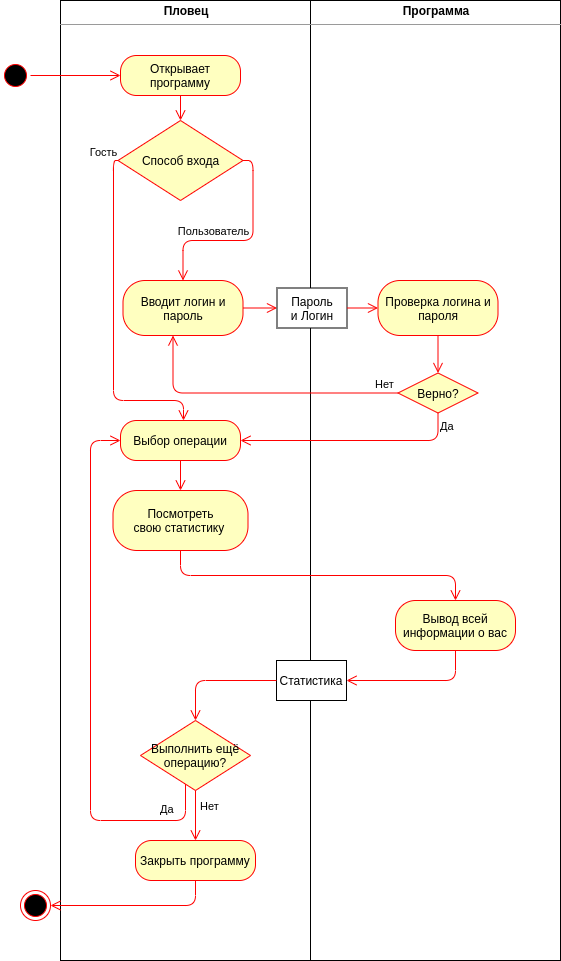 Пловец
Программа
Открывает
программу
Гость
Способ входа
Пользователь
Вводит логин и
пароль
Пароль
и Логин
Проверка логина и
пароля
Нет
Верно?
Да
Выбор операции
Посмотреть
свою статистику
Вывод всей
информации о вас
Статистика
Выполнить ещё
операцию?
Да
Нет
Закрыть программу